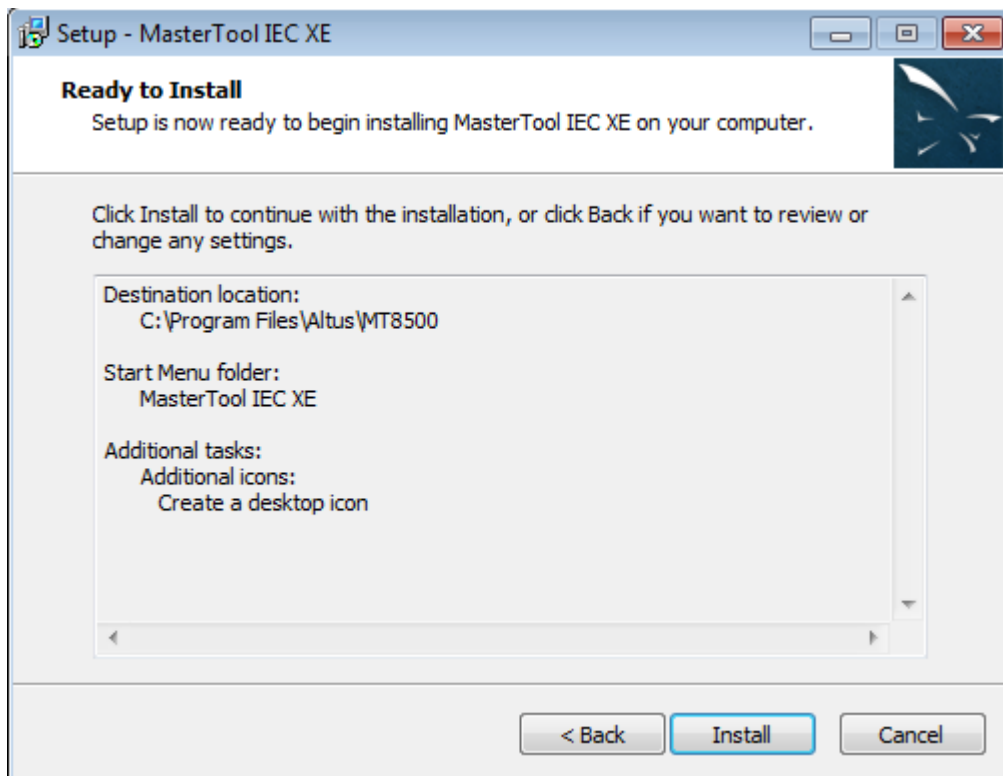 Setup - MasterTool IEC XE
Ready to Install
Setup is now ready to begin installing MasterTool IEC XE on your computer.
Click Install to continue with the installation, or click Back if you want to review or
change any settings.
Destination location:
C:\Program Files\Altus\MT8500
Start Menu folder:
MasterTool IEC XE
Additional tasks:
Additional icons:
Create a desktop icon
< Back
Install
Cancel